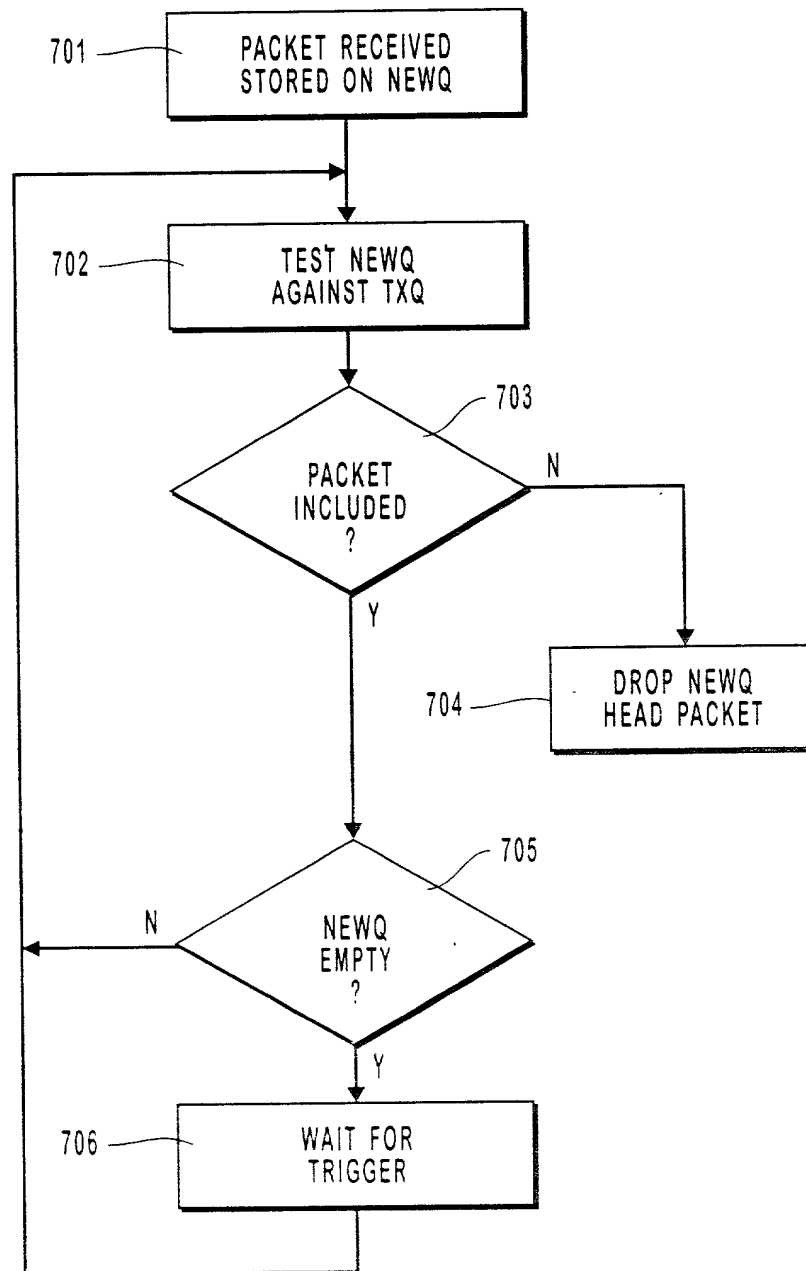 701
PACKET RECEIVED
STORED ON NEWQ
702
TEST NEWQ
AGAINST TXQ
703
PACKET
INCLUDED
?
N
Y
704
DROP NEWQ
HEAD PACKET
705
NEWQ
EMPTY
?
N
Y
706
WAIT FOR
TRIGGER